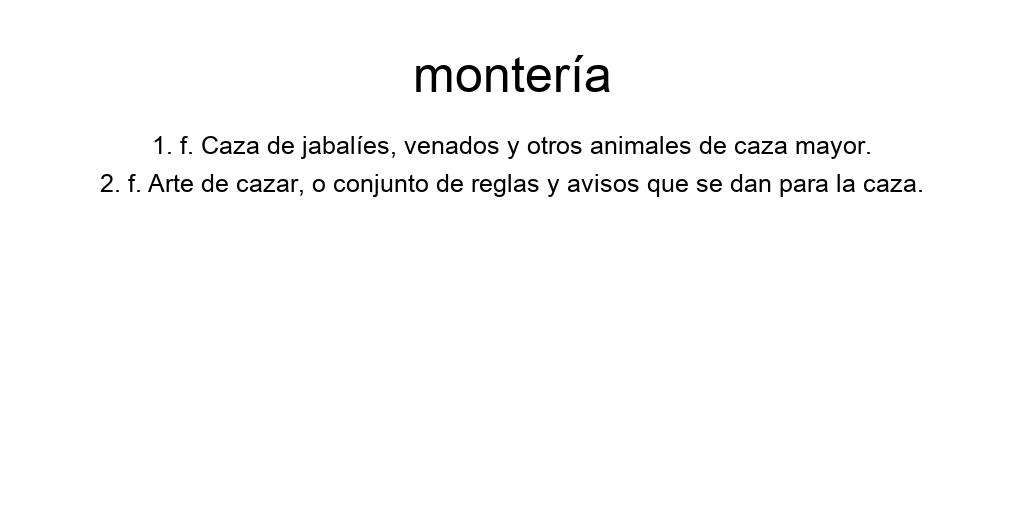 montería
1. f. Caza de jabalíes, venados y otros animales de caza mayor.
2. f. Arte de cazar, o conjunto de reglas y avisos que se dan para la caza.